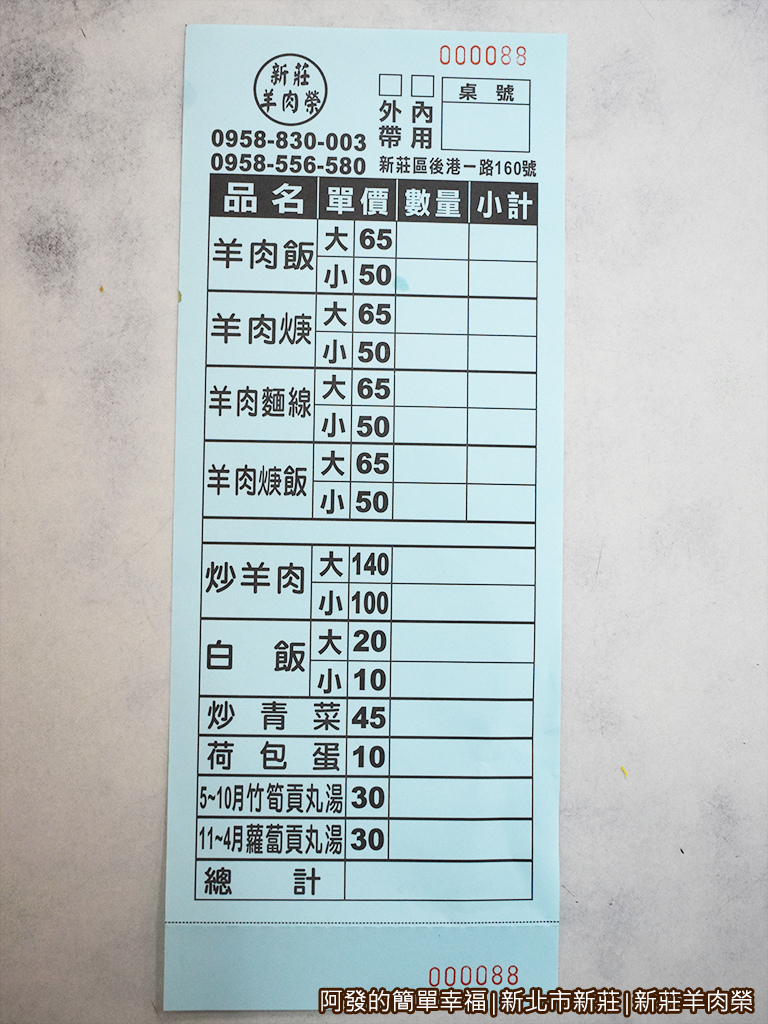 000088
新莊
羊肉榮
外帶
內用
桌號
0958-830-003
0958-556-580
新莊區後港一路160號
品名 單價 數量 小計
羊肉飯 大 65
小 50
羊肉焿 大 65
小 50
羊肉麵線 大 65
小 50
羊肉焿飯 大 65
小 50
炒羊肉 大 140
小 100
白飯 大 20
小 10
炒青菜 45
荷包蛋 10
5~10月竹筍貢丸湯 30
11~4月蘿蔔貢丸湯 30
總計
000088
阿發的簡單幸福|新北市新莊|新莊羊肉榮